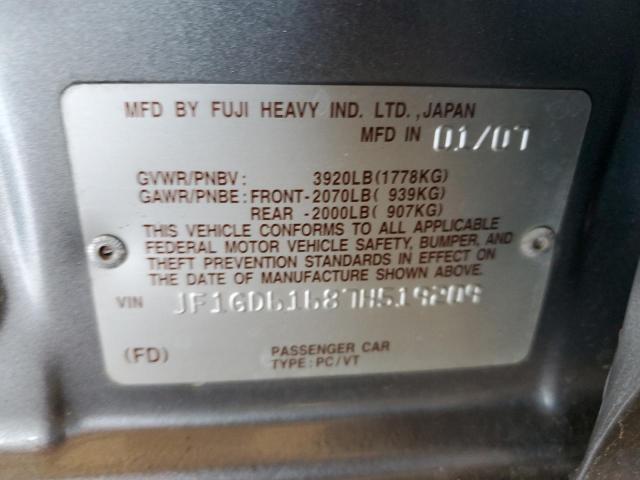 MFD BY FUJI HEAVY IND. LTD.,JAPAN
MFD IN 01/07
GVWR/PNBV: 3920LB(1778KG)
GAWR/PNBE:FRONT-2070LB( 939KG)
REAR -2000LB( 907KG)
THIS VEHICLE CONFORMS TO ALL APPLICABLE
FEDERAL MOTOR VEHICLE SAFETY, BUMPER, AND
THEFT PREVENTION STANDARDS IN EFFECT ON
THE DATE OF MANUFACTURE SHOWN ABOVE.
VIN JF1GD61687H519209
(FD) PASSENGER CAR
TYPE:PC/VT